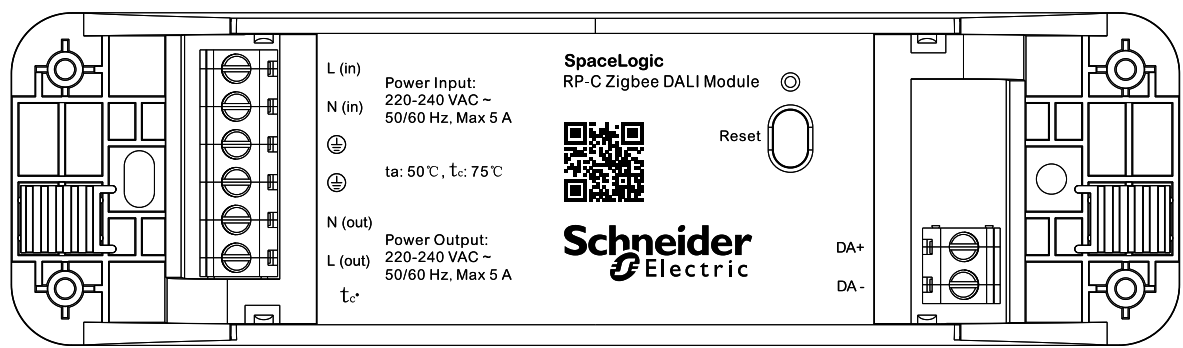 L (in)
N (in)
Power Input:
220-240 VAC ~
50/60 Hz, Max 5 A
ta: 50℃, tc: 75℃
N (out)
L (out)
Power Output:
220-240 VAC ~
50/60 Hz, Max 5 A
tc•
SpaceLogic
RP-C Zigbee DALI Module
Reset
Schneider
Electric
DA+
DA -